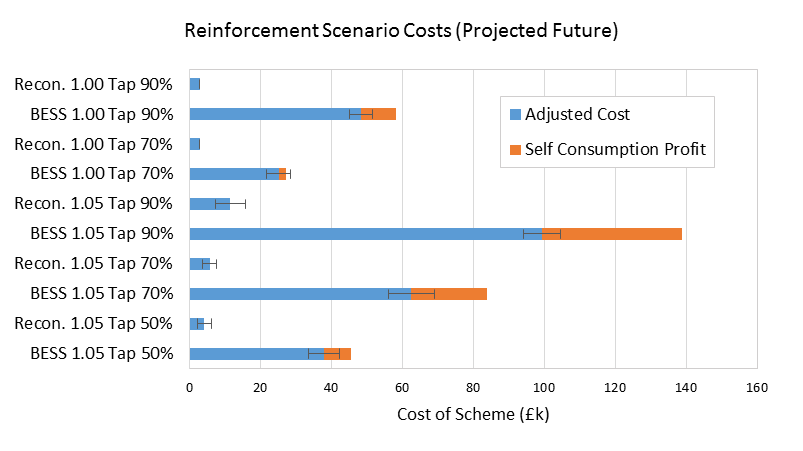 Reinforcement Scenario Costs (Projected Future)
Recon. 1.00 Tap 90%
BESS 1.00 Tap 90%
Recon. 1.00 Tap 70%
BESS 1.00 Tap 70%
Recon. 1.05 Tap 90%
BESS 1.05 Tap 90%
Recon. 1.05 Tap 70%
BESS 1.05 Tap 70%
Recon. 1.05 Tap 50%
BESS 1.05 Tap 50%
Adjusted Cost
Self Consumption Profit
0 20 40 60 80 100 120 140 160
Cost of Scheme (£k)